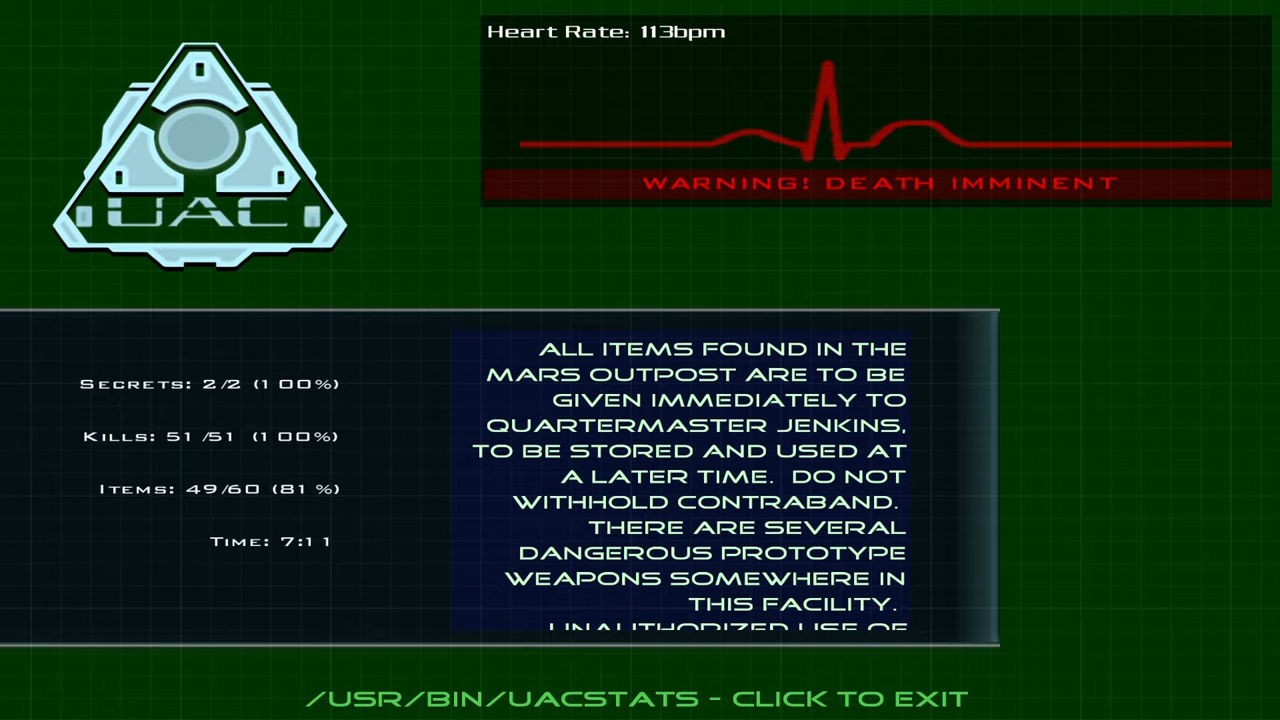 Heart Rate: 113bpm
WARNING! DEATH IMMINENT
UAC
Secrets: 2/2 (100%)
Kills: 51/51 (100%)
Items: 49/60 (81%)
Time: 7:11
ALL ITEMS FOUND IN THE
MARS OUTPOST ARE TO BE
GIVEN IMMEDIATELY TO
QUARTERMASTER JENKINS,
TO BE STORED AND USED AT
A LATER TIME. DO NOT
WITHHOLD CONTRABAND.
THERE ARE SEVERAL
DANGEROUS PROTOTYPE
WEAPONS SOMEWHERE IN
THIS FACILITY.
UNAUTHORIZED USE OF
/USR/BIN/UACSTATS - CLICK TO EXIT